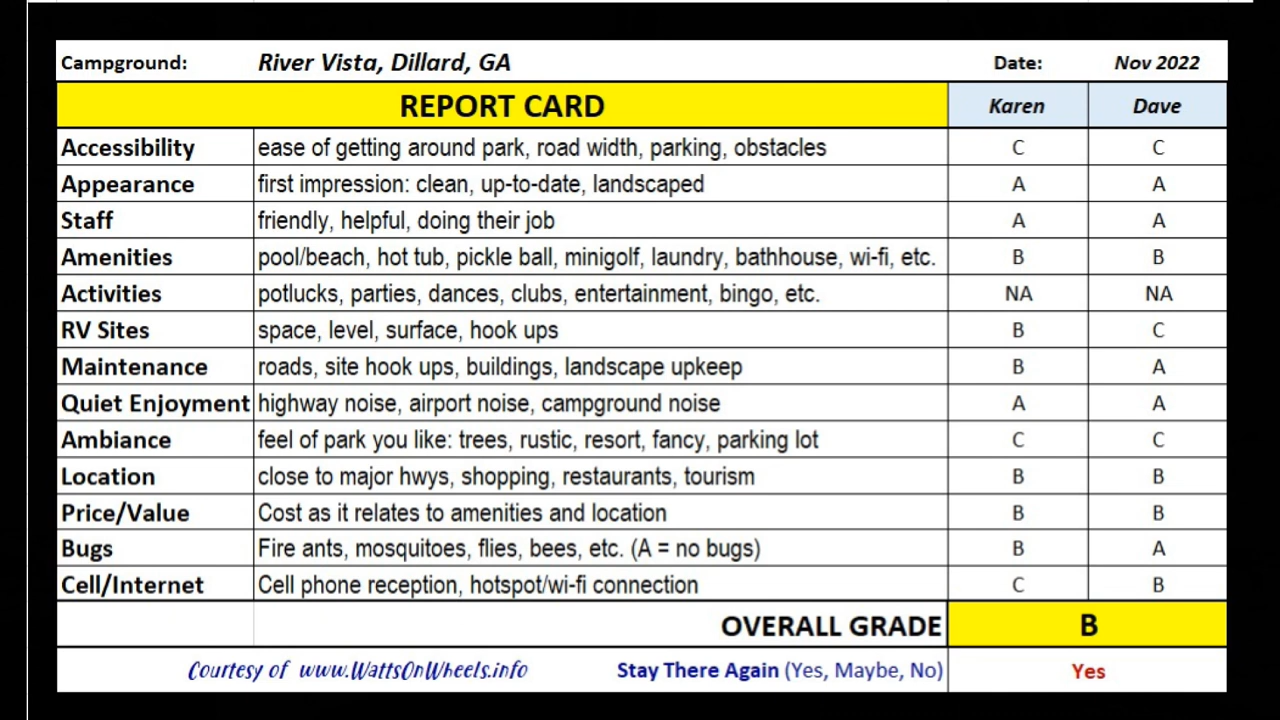 Campground: River Vista, Dillard, GA Date: Nov 2022
REPORT CARD Karen Dave
Accessibility ease of getting around park, road width, parking, obstacles C C
Appearance first impression: clean, up-to-date, landscaped A A
Staff friendly, helpful, doing their job A A
Amenities pool/beach, hot tub, pickle ball, minigolf, laundry, bathhouse, wi-fi, etc. B B
Activities potlucks, parties, dances, clubs, entertainment, bingo, etc. NA NA
RV Sites space, level, surface, hook ups B C
Maintenance roads, site hook ups, buildings, landscape upkeep B A
Quiet Enjoyment highway noise, airport noise, campground noise A A
Ambiance feel of park you like: trees, rustic, resort, fancy, parking lot C C
Location close to major hwys, shopping, restaurants, tourism B B
Price/Value Cost as it relates to amenities and location B B
Bugs Fire ants, mosquitoes, flies, bees, etc. (A = no bugs) B A
Cell/Internet Cell phone reception, hotspot/wi-fi connection C B
OVERALL GRADE B
Courtesy of www.WattsOnWheels.info Stay There Again (Yes, Maybe, No) Yes